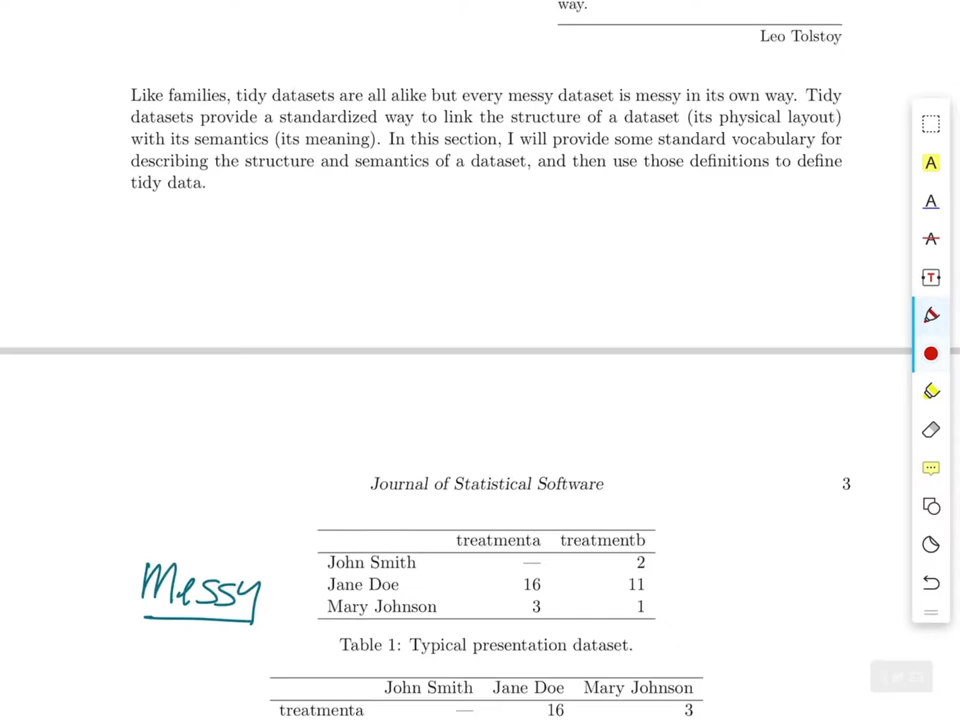 way.
Leo Tolstoy
Like families, tidy datasets are all alike but every messy dataset is messy in its own way. Tidy
datasets provide a standardized way to link the structure of a dataset (its physical layout)
with its semantics (its meaning). In this section, I will provide some standard vocabulary for
describing the structure and semantics of a dataset, and then use those definitions to define
tidy data.
Journal of Statistical Software 3
treatmenta treatmentb
John Smith — 2
Jane Doe 16 11
Mary Johnson 3 1
Messy
Table 1: Typical presentation dataset.
John Smith Jane Doe Mary Johnson
treatmenta — 16 3
A
A
A
T